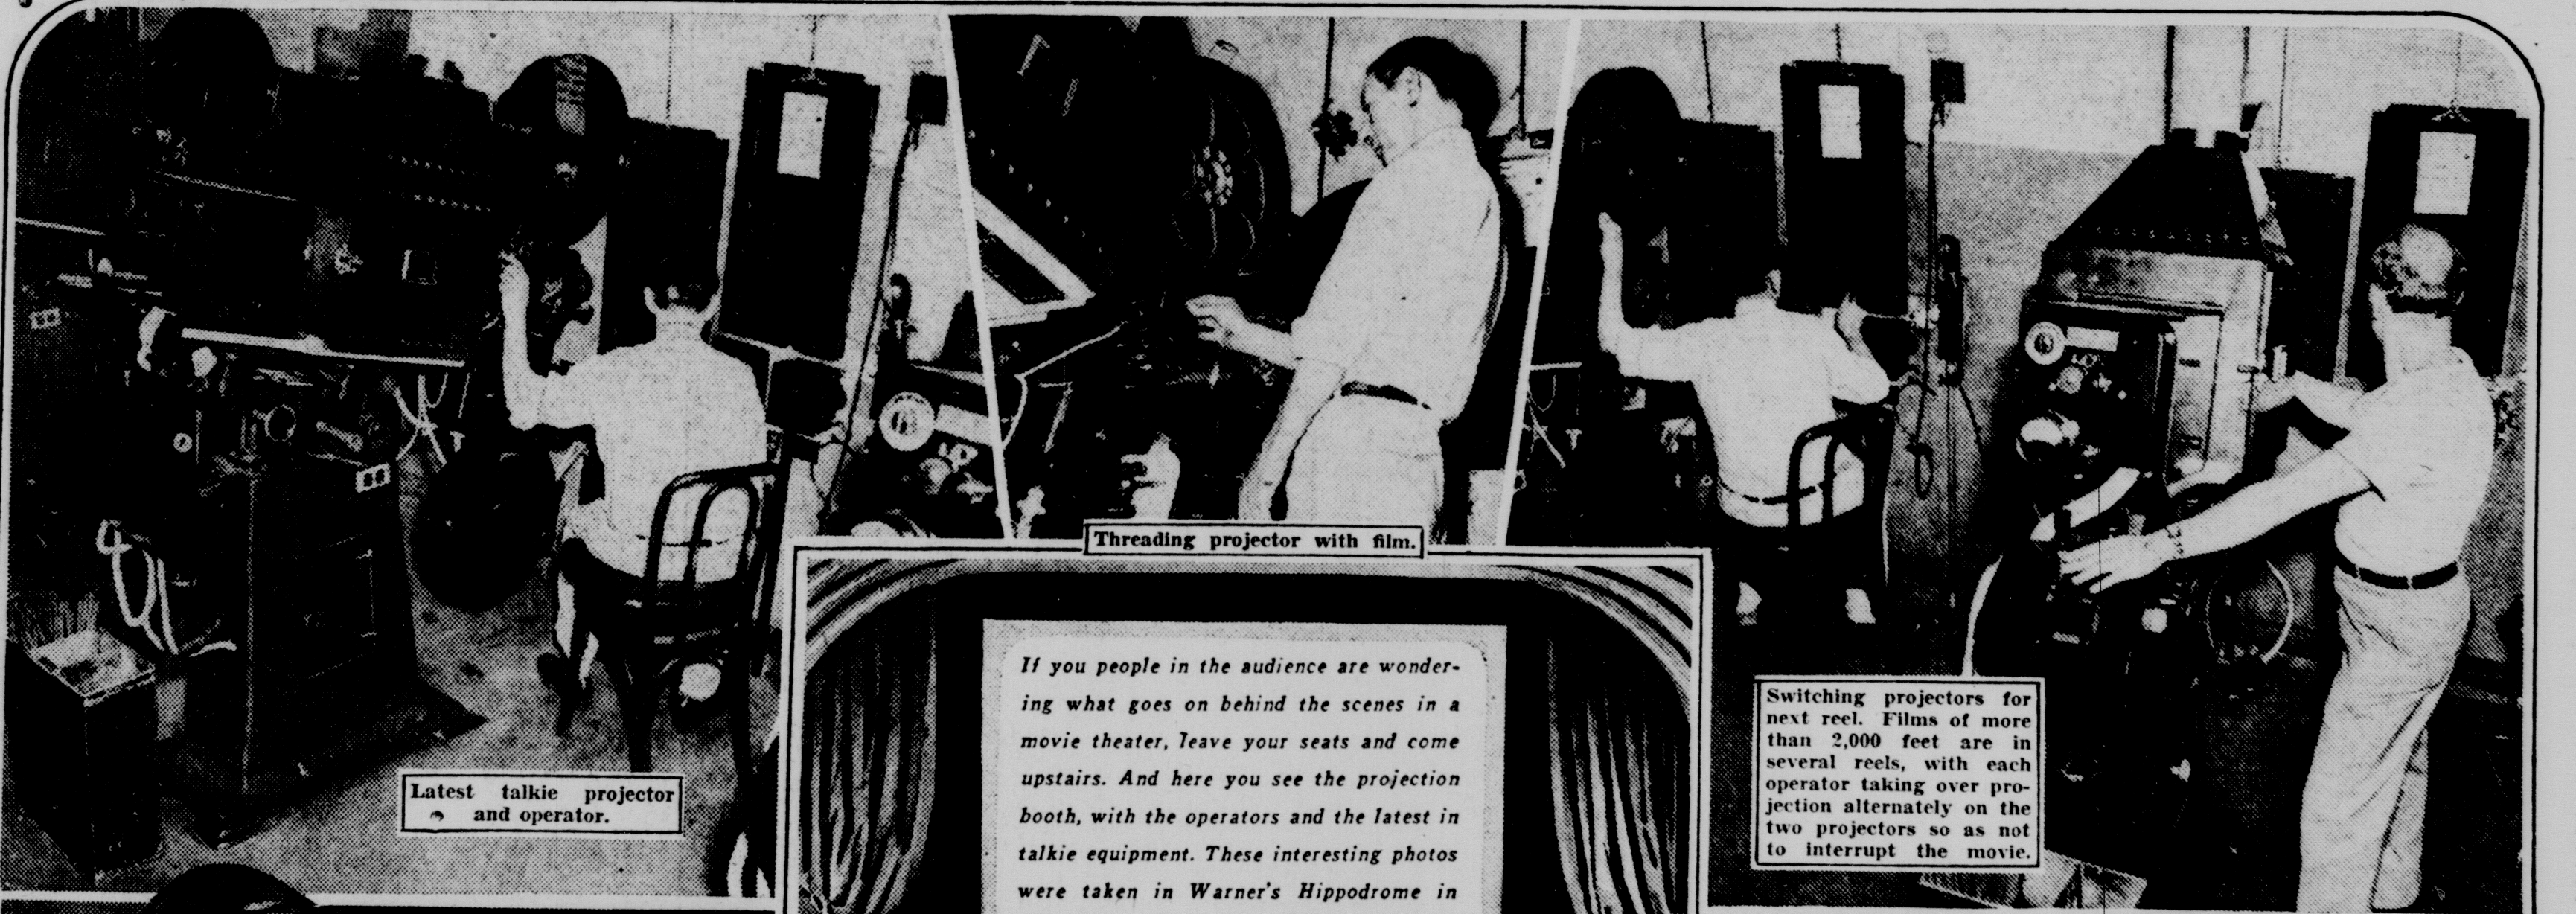 Threading projector with film.
Latest talkie projector
and operator.
If you people in the audience are wonder-
ing what goes on behind the scenes in a
movie theater, leave your seats and come
upstairs. And here you see the projection
booth, with the operators and the latest in
talkie equipment. These interesting photos
were taken in Warner's Hippodrome in
Switching projectors for
next reel. Films of more
than 2,000 feet are in
several reels, with each
operator taking over pro-
jection alternately on the
two projectors so as not
to interrupt the movie.